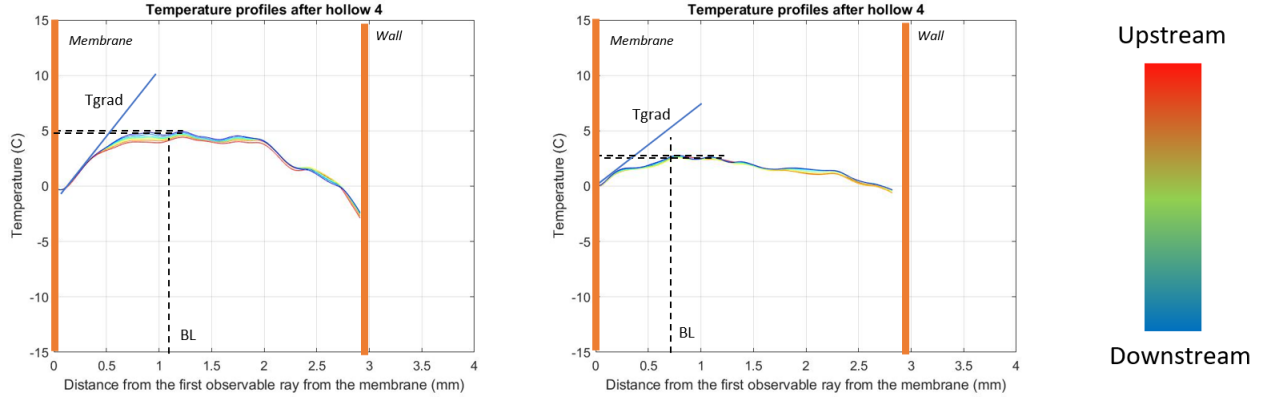 Temperature profiles after hollow 4
15
10
5
0
-5
-10
-15
Temperature (C)
Membrane
Wall
Tgrad
BL
0 0.5 1 1.5 2 2.5 3 3.5 4
Distance from the first observable ray from the membrane (mm)
Temperature profiles after hollow 4
15
10
5
0
-5
-10
-15
Temperature (C)
Membrane
Wall
Tgrad
BL
0 0.5 1 1.5 2 2.5 3 3.5 4
Distance from the first observable ray from the membrane (mm)
Upstream
Downstream